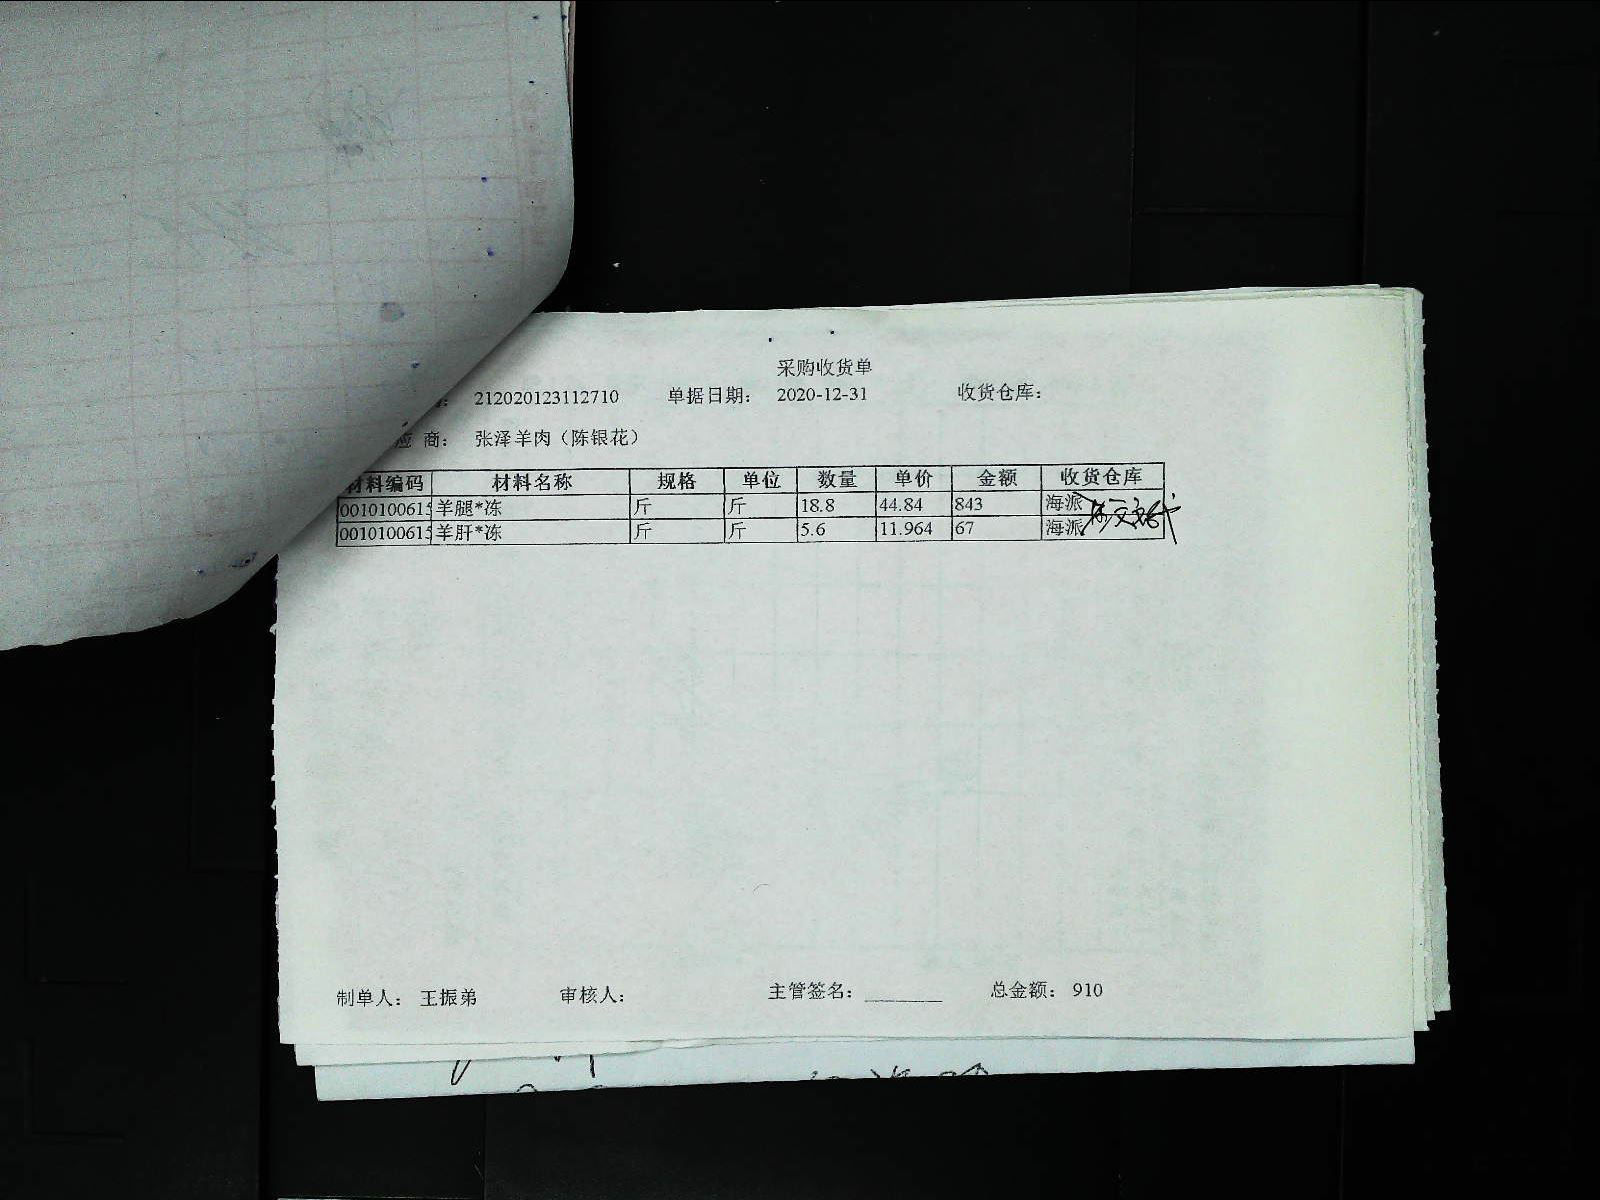 采购收货单
212020123112710 单据日期： 2020-12-31 收货仓库：
应 商： 张泽羊肉（陈银花）
材料编码 材料名称 规格 单位 数量 单价 金额 收货仓库
0010100615 羊腿*冻 斤 斤 18.8 44.84 843 海派
0010100615 羊肝*冻 斤 斤 5.6 11.964 67 海派
制单人： 王振弟 审核人： 主管签名： ________ 总金额： 910